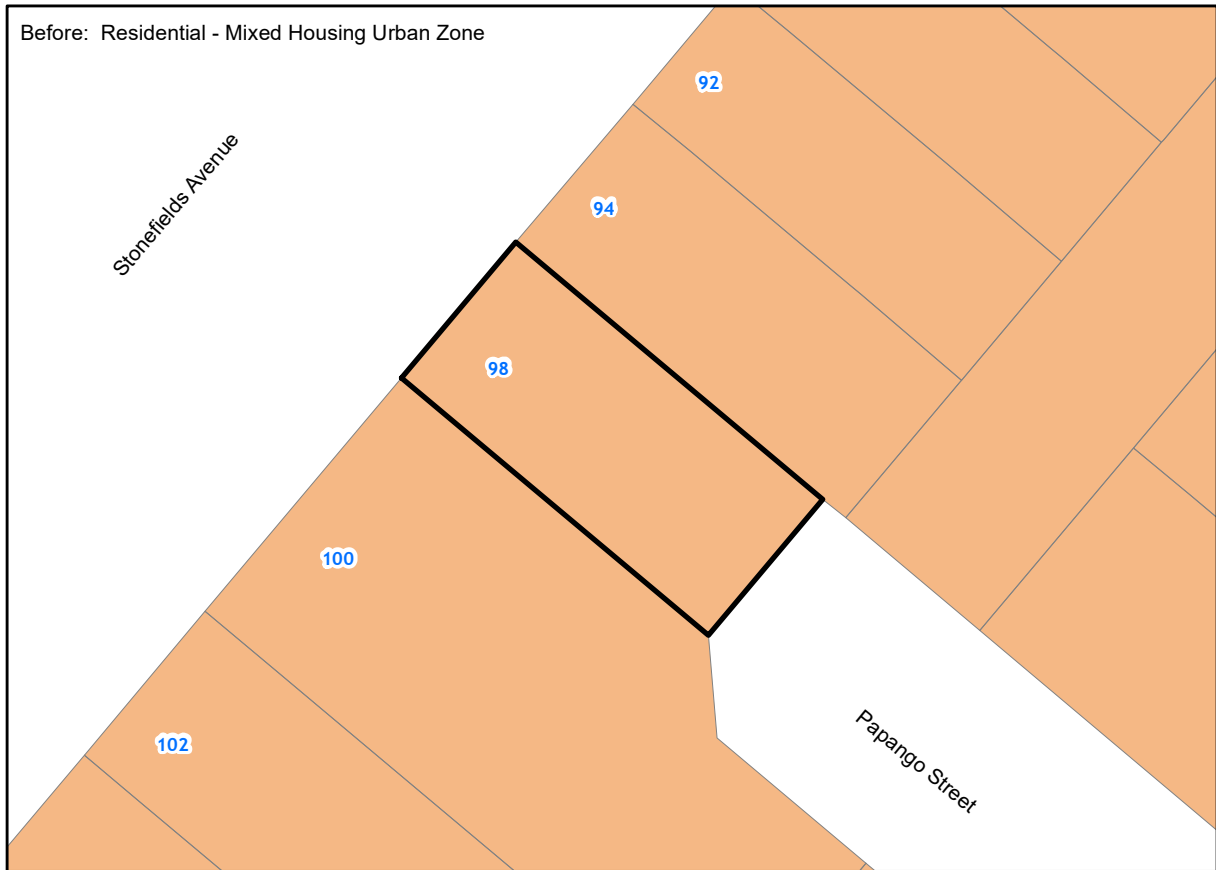 Before:  Residential - Mixed Housing Urban Zone
92
Stonefields Avenue
94
98
100
102
Papango Street